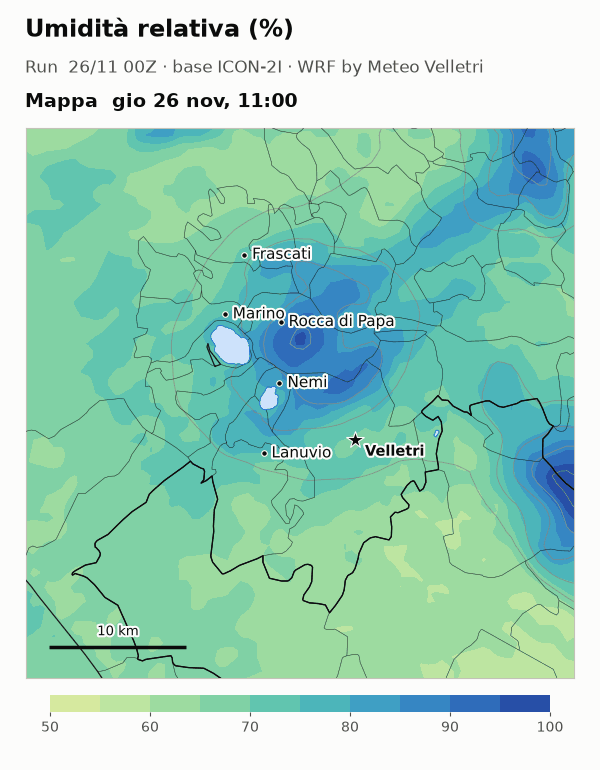 Umidità relativa (%)
Run  26/11 00Z · base ICON-2I · WRF by Meteo Velletri
Mappa  gio 26 nov, 11:00
Frascati
Marino
Rocca di Papa
Nemi
Velletri
Lanuvio
10 km
50 60 70 80 90 100